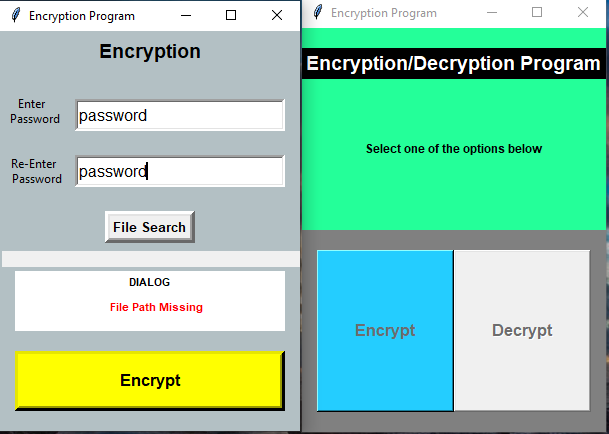 Encryption Program
Encryption
Enter
Password
password
Re-Enter
Password
password
File Search
DIALOG
File Path Missing
Encrypt
Encryption Program
Encryption/Decryption Program
Select one of the options below
Encrypt
Decrypt